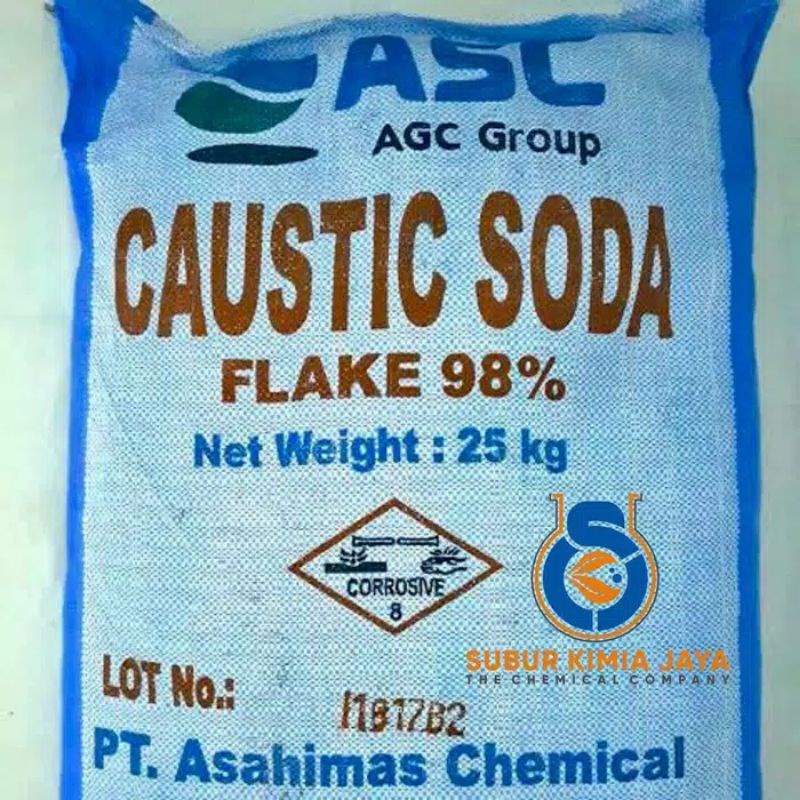 ASC
AGC Group
CAUSTIC SODA
FLAKE 98%
Net Weight : 25 kg
CORROSIVE
8
SUBUR KIMIA JAYA
THE CHEMICAL COMPANY
LOT No.:
PT. Asahimas Chemical